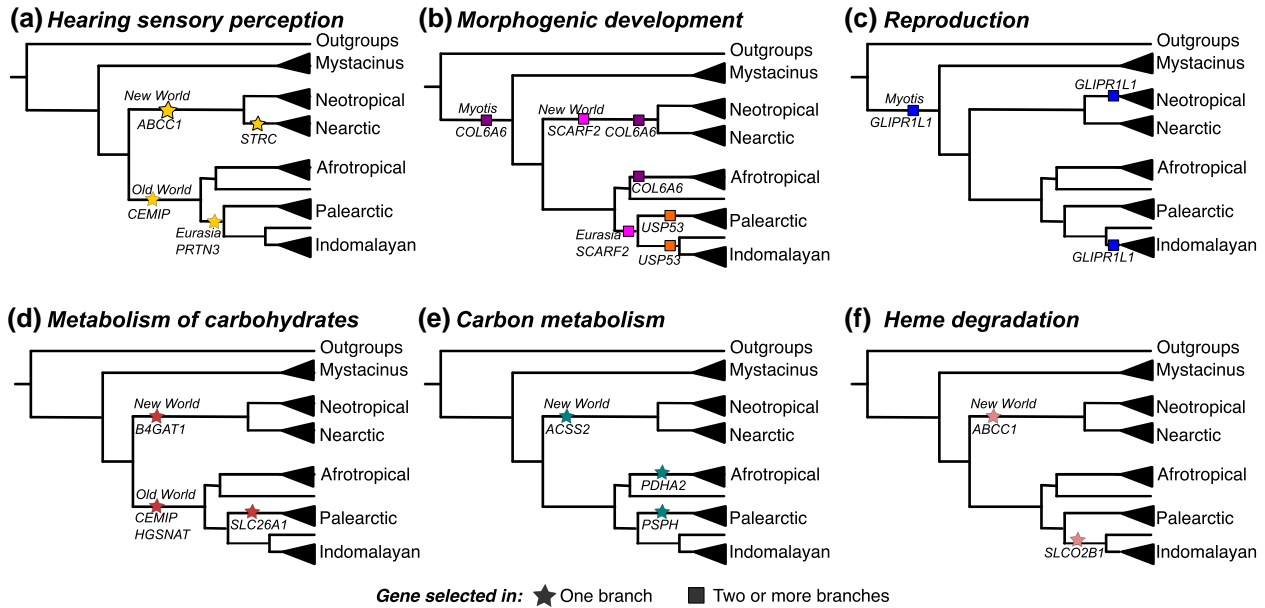 (a) Hearing sensory perception
Outgroups
Mystacinus
New World
ABCC1
Neotropical
STRC
Nearctic
Afrotropical
Old World
CEMIP
Palearctic
Eurasia
PRTN3
Indomalayan
(b) Morphogenic development
Outgroups
Mystacinus
Myotis
COL6A6
New World
SCARF2
COL6A6
Neotropical
Nearctic
Afrotropical
COL6A6
Palearctic
USP53
Eurasia
SCARF2
USP53
Indomalayan
(c) Reproduction
Outgroups
Mystacinus
Myotis
GLIPR1L1
GLIPR1L1
Neotropical
Nearctic
Afrotropical
Palearctic
Indomalayan
GLIPR1L1
(d) Metabolism of carbohydrates
Outgroups
Mystacinus
New World
B4GAT1
Neotropical
Nearctic
Afrotropical
Old World
CEMIP
HGSNAT
SLC26A1
Palearctic
Indomalayan
(e) Carbon metabolism
Outgroups
Mystacinus
New World
ACSS2
Neotropical
Nearctic
Afrotropical
PDHA2
Palearctic
PSPH
Indomalayan
(f) Heme degradation
Outgroups
Mystacinus
New World
ABCC1
Neotropical
Nearctic
Afrotropical
Palearctic
SLCO2B1
Indomalayan
Gene selected in: One branch Two or more branches